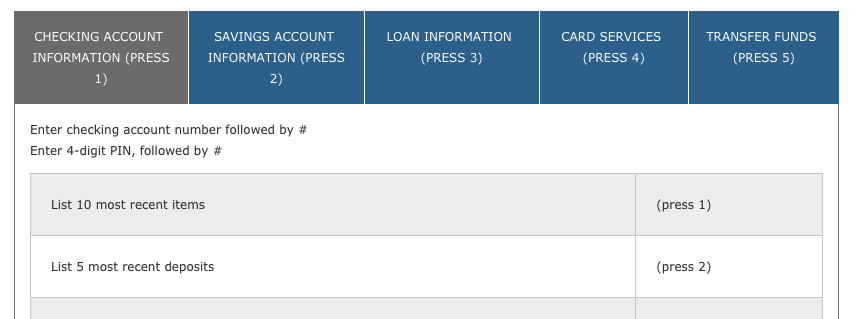 CHECKING ACCOUNT
INFORMATION (PRESS
1)
SAVINGS ACCOUNT
INFORMATION (PRESS
2)
LOAN INFORMATION
(PRESS 3)
CARD SERVICES
(PRESS 4)
TRANSFER FUNDS
(PRESS 5)
Enter checking account number followed by #
Enter 4-digit PIN, followed by #
List 10 most recent items (press 1)
List 5 most recent deposits (press 2)